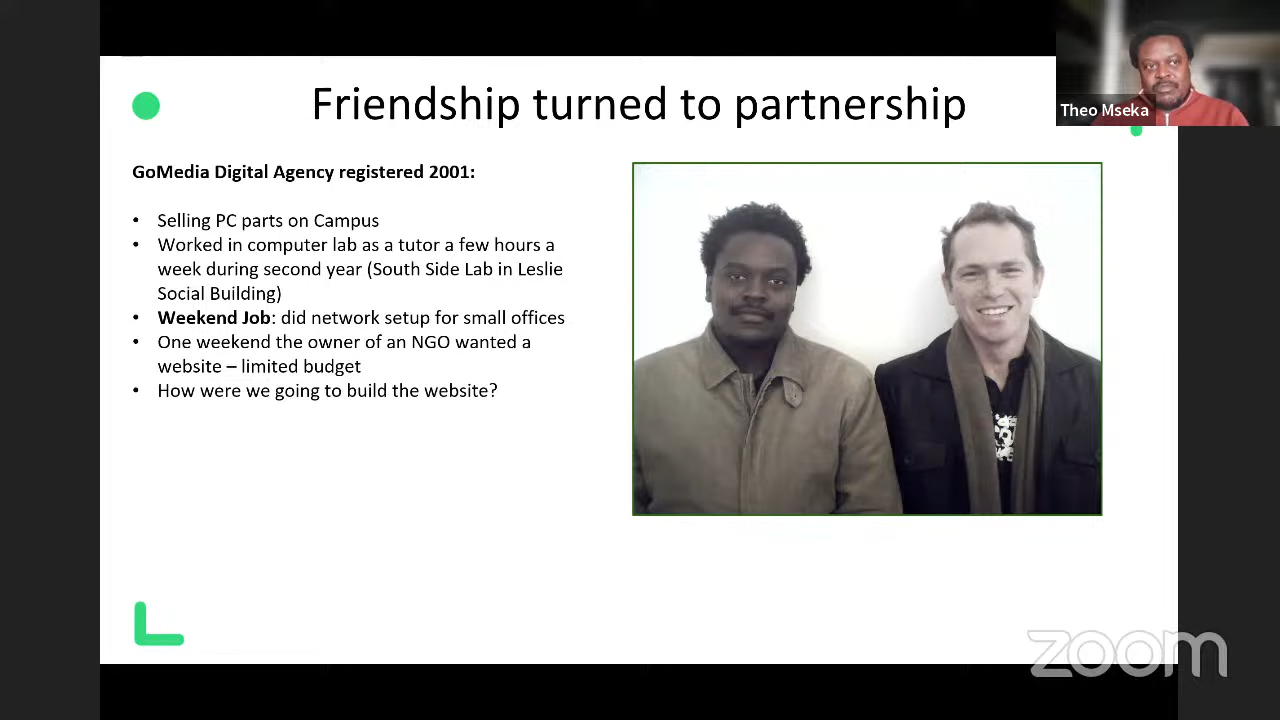 Friendship turned to partnership
Theo Mseka
GoMedia Digital Agency registered 2001:
• Selling PC parts on Campus
• Worked in computer lab as a tutor a few hours a
week during second year (South Side Lab in Leslie
Social Building)
• Weekend Job: did network setup for small offices
• One weekend the owner of an NGO wanted a
website – limited budget
• How were we going to build the website?
zoom